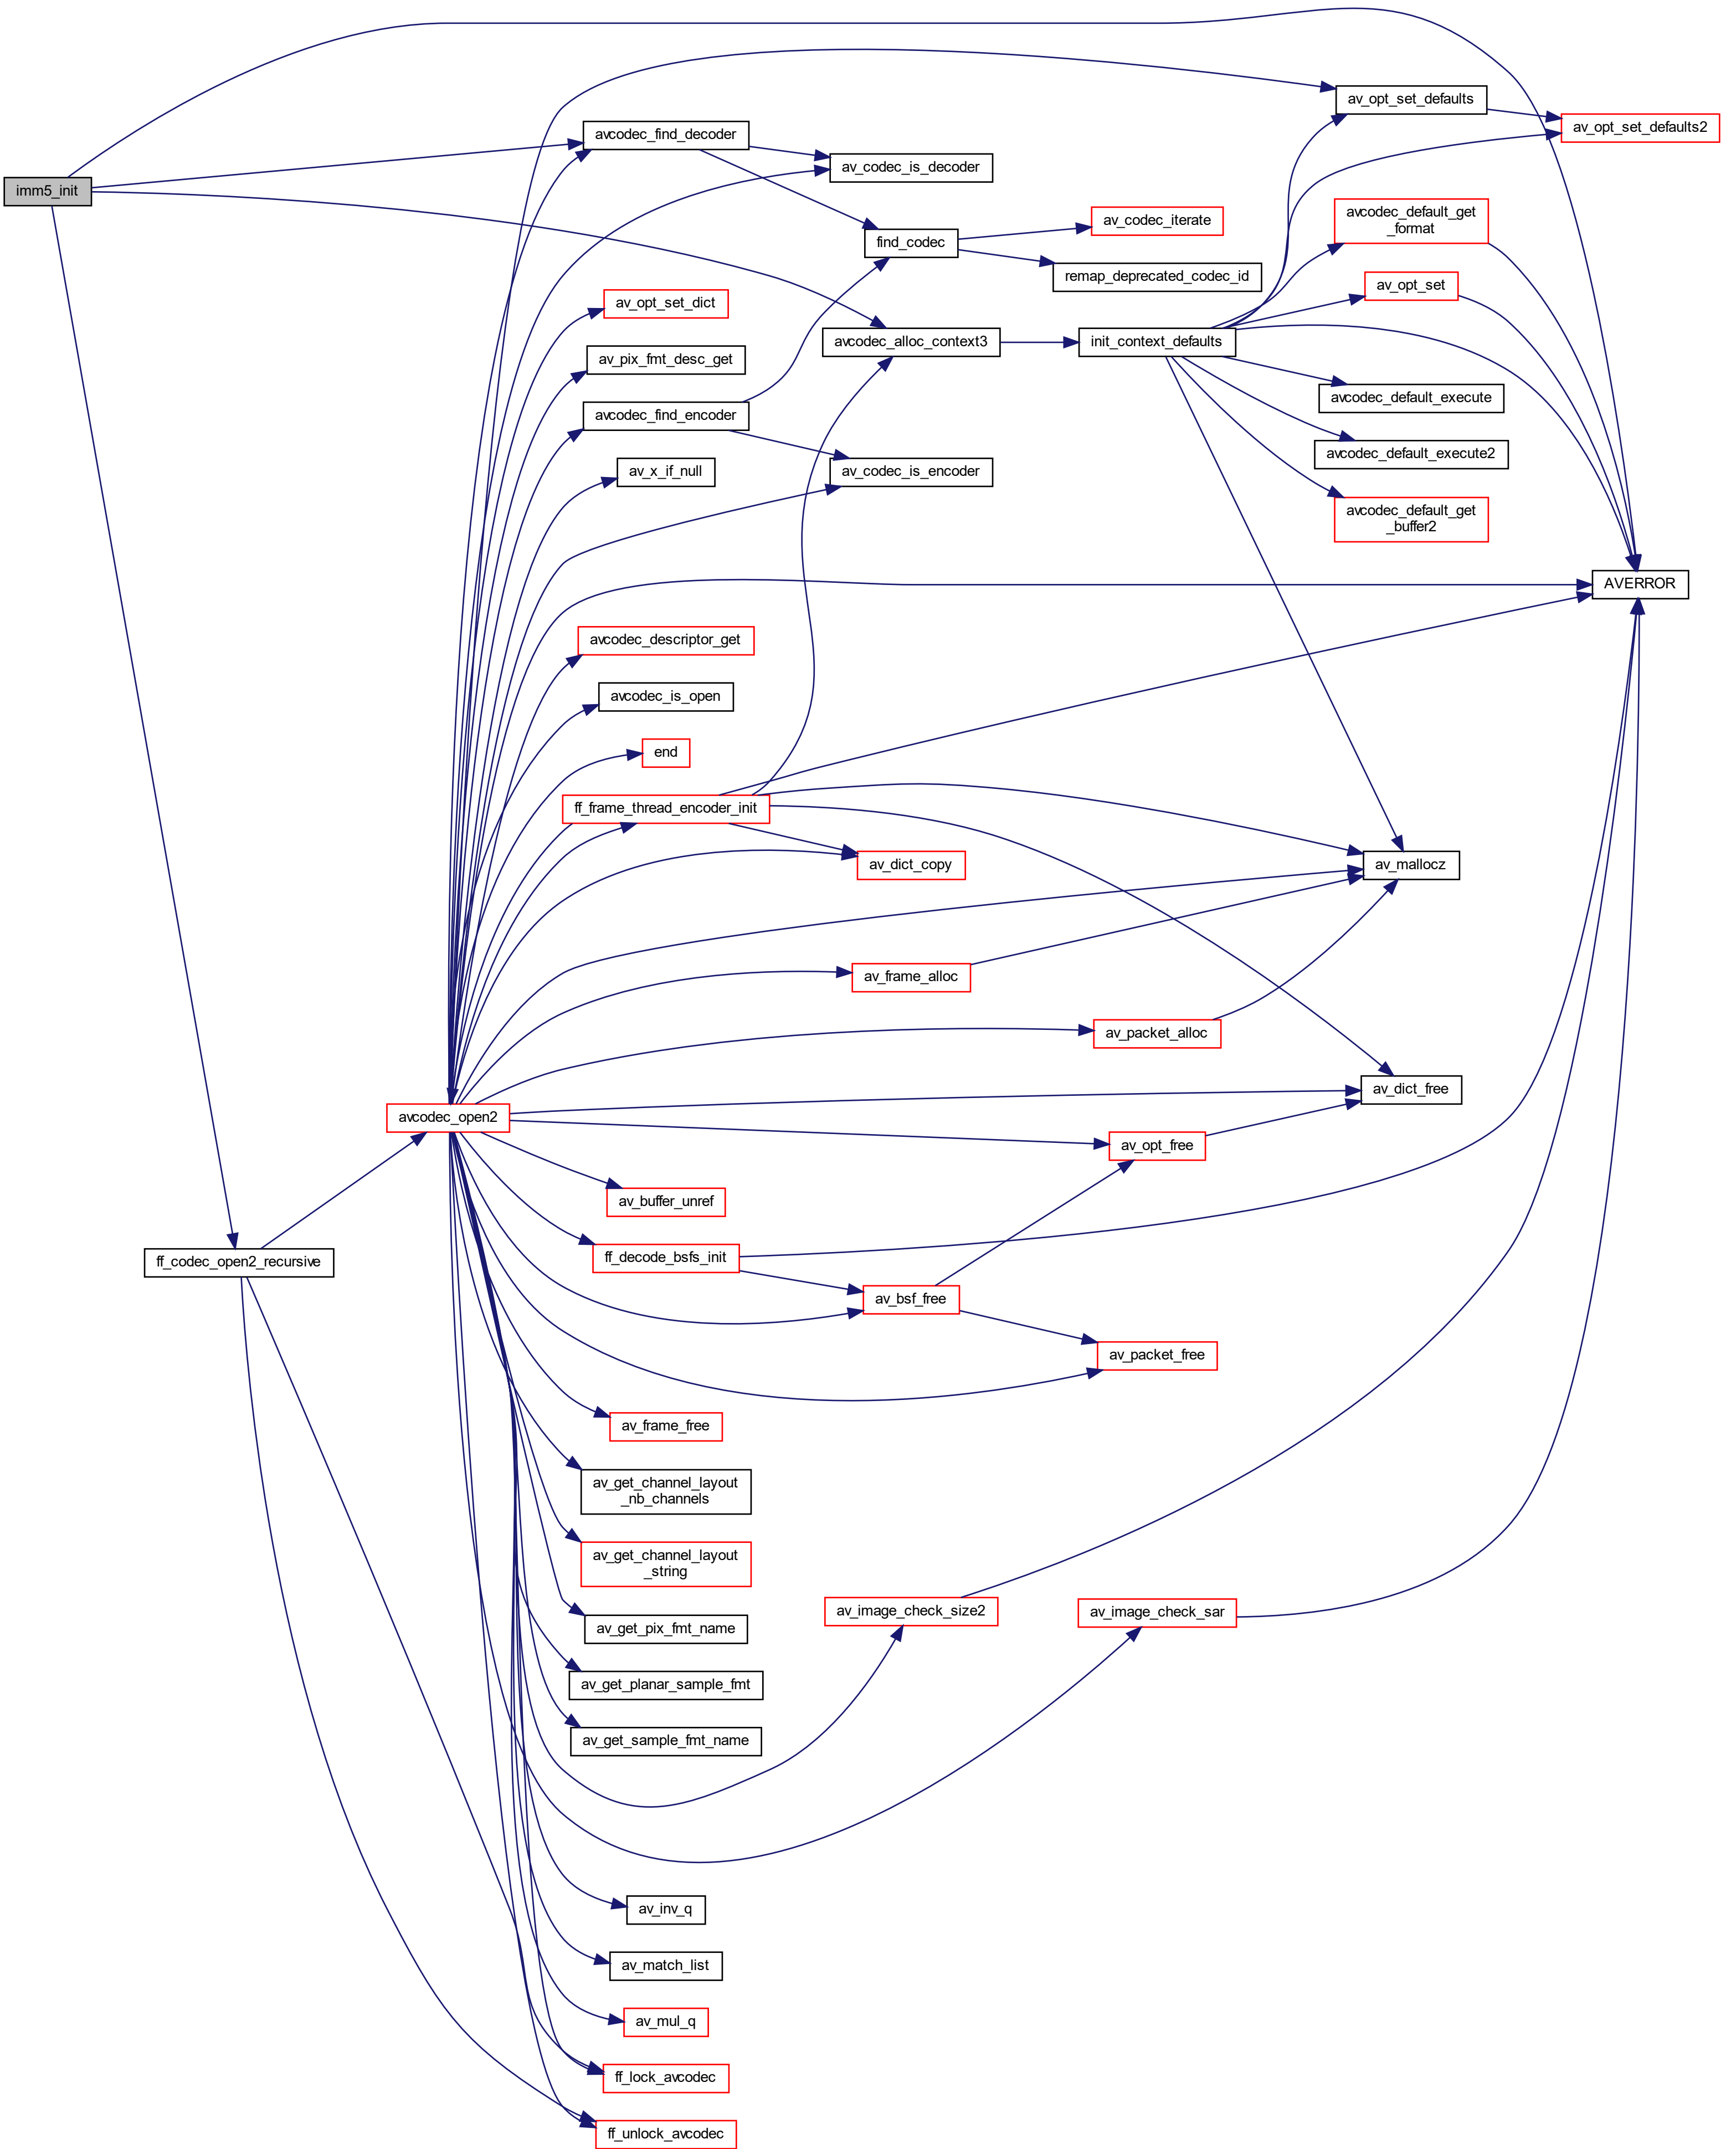 av_opt_set_defaults
av_opt_set_defaults2
avcodec_find_decoder
av_codec_is_decoder
imm5_init
avcodec_default_get
_format
av_codec_iterate
find_codec
remap_deprecated_codec_id
av_opt_set
av_opt_set_dict
avcodec_alloc_context3
init_context_defaults
av_pix_fmt_desc_get
avcodec_default_execute
avcodec_find_encoder
avcodec_default_execute2
av_x_if_null
av_codec_is_encoder
avcodec_default_get
_buffer2
AVERROR
avcodec_descriptor_get
avcodec_is_open
end
ff_frame_thread_encoder_init
av_dict_copy
av_mallocz
av_frame_alloc
av_packet_alloc
av_dict_free
avcodec_open2
av_opt_free
av_buffer_unref
ff_codec_open2_recursive
ff_decode_bsfs_init
av_bsf_free
av_packet_free
av_frame_free
av_get_channel_layout
_nb_channels
av_get_channel_layout
_string
av_image_check_size2
av_image_check_sar
av_get_pix_fmt_name
av_get_planar_sample_fmt
av_get_sample_fmt_name
av_inv_q
av_match_list
av_mul_q
ff_lock_avcodec
ff_unlock_avcodec